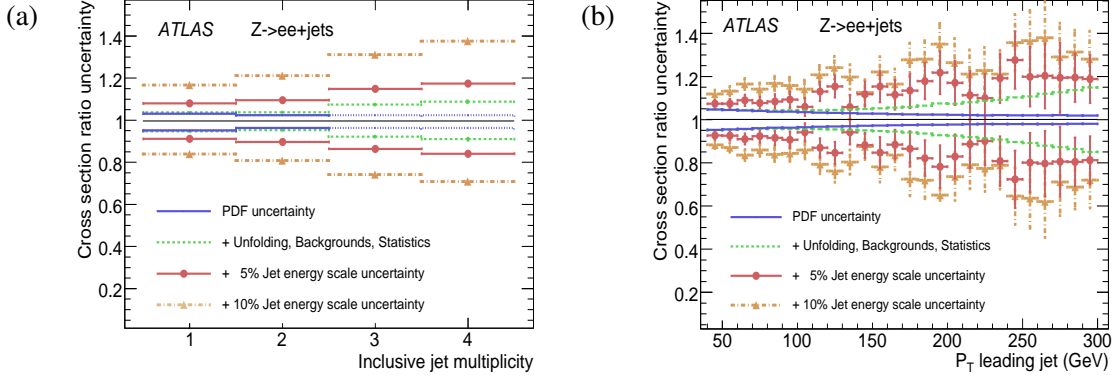 (a)
Cross section ratio uncertainty
1.4
1.2
1
0.8
0.6
0.4
0.2
ATLAS Z->ee+jets
PDF uncertainty
+ Unfolding, Backgrounds, Statistics
+ 5% Jet energy scale uncertainty
+ 10% Jet energy scale uncertainty
1 2 3 4
Inclusive jet multiplicity
(b)
Cross section ratio uncertainty
1.4
1.2
1
0.8
0.6
0.4
0.2
ATLAS Z->ee+jets
PDF uncertainty
+ Unfolding, Backgrounds, Statistics
+ 5% Jet energy scale uncertainty
+ 10% Jet energy scale uncertainty
50 100 150 200 250 300
P_T leading jet (GeV)